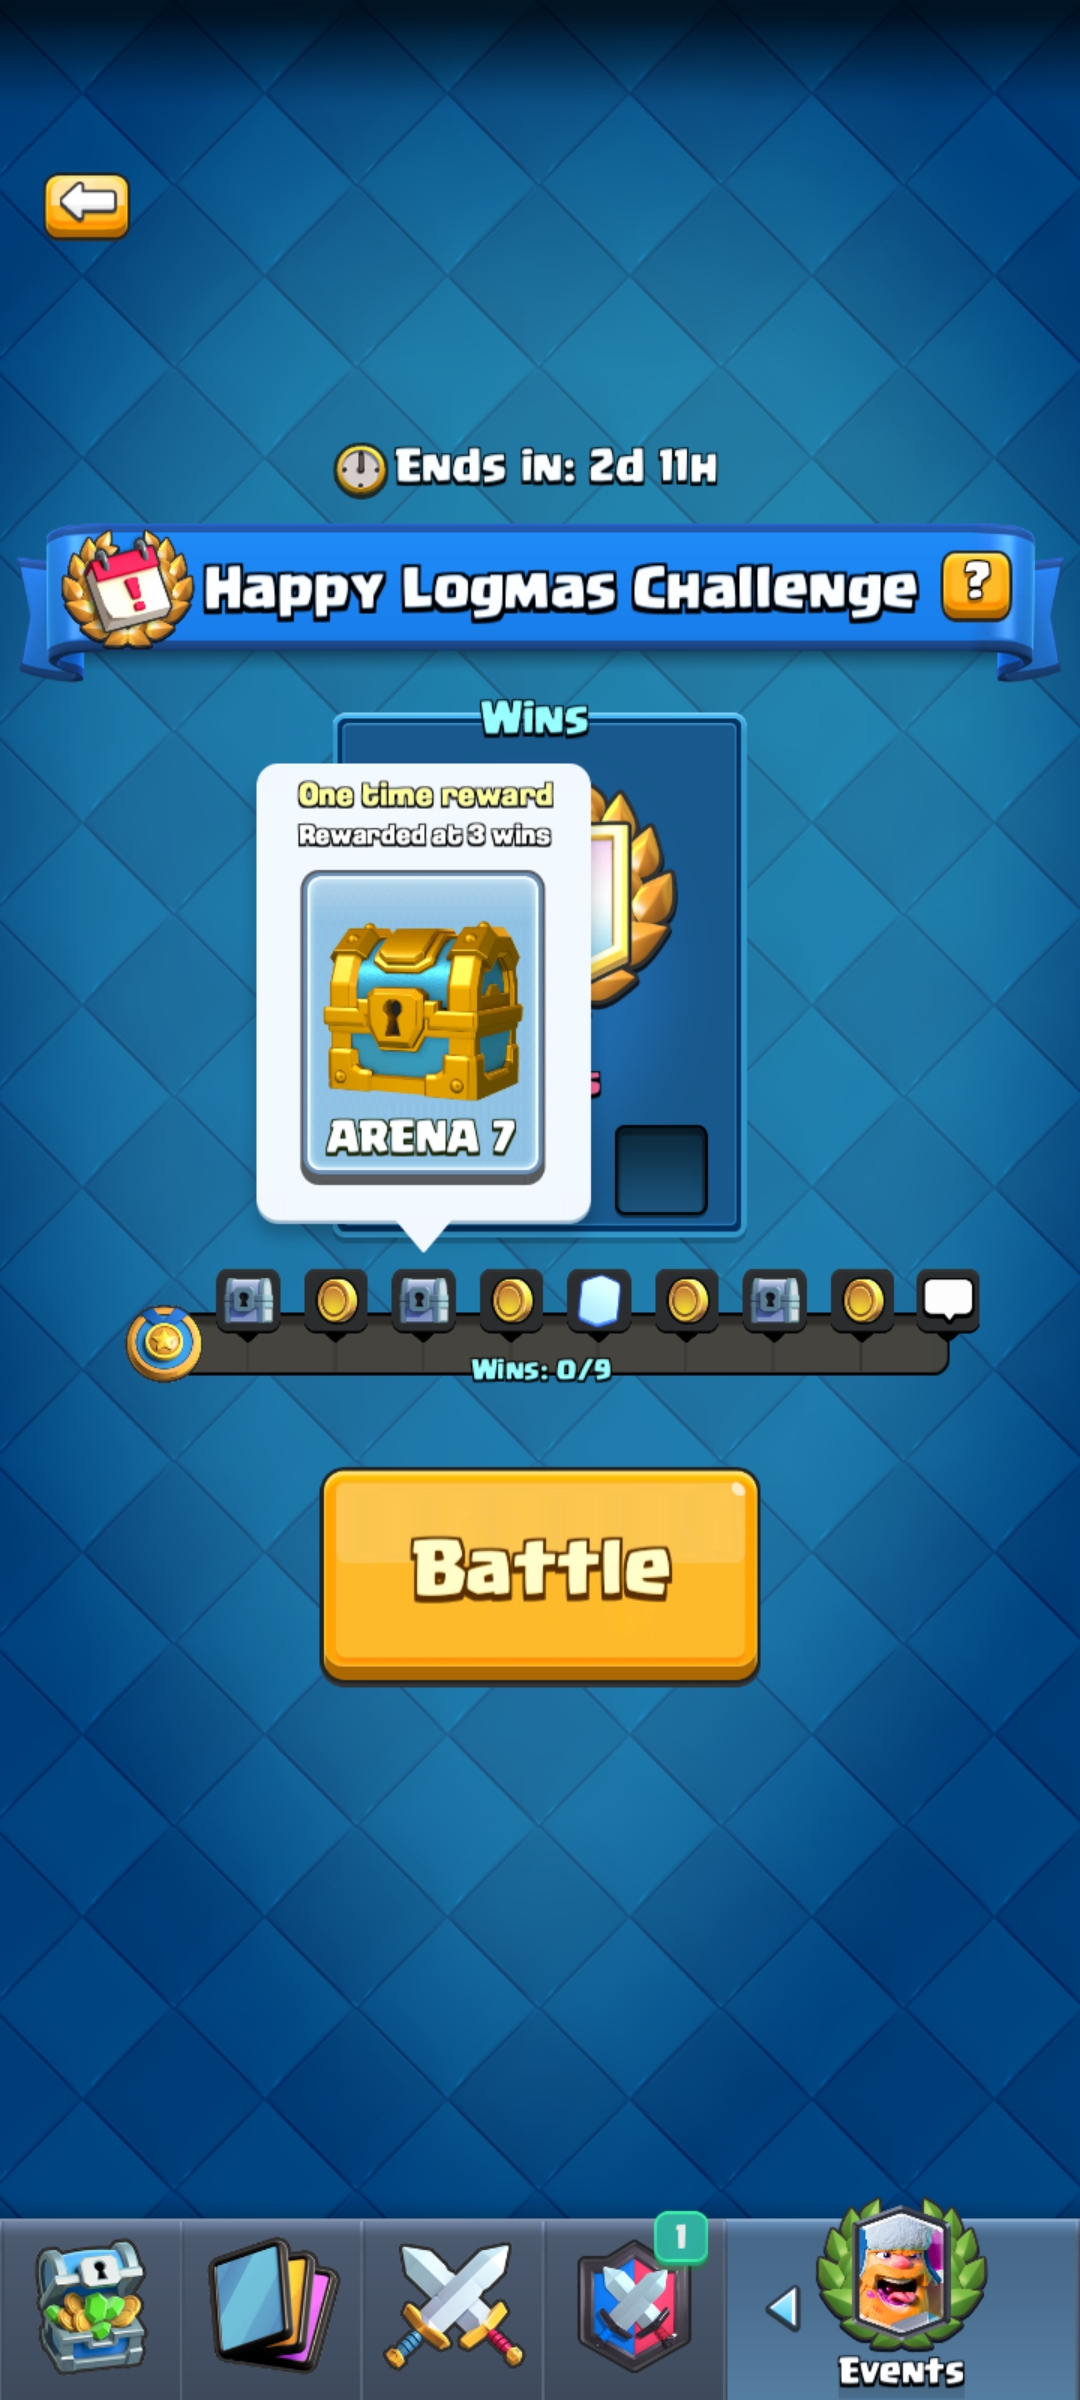 Ends in: 2d 11h
Happy Logmas Challenge
?
Wins
One time reward
Rewarded at 3 wins
ARENA 7
Wins: 0/9
Battle
1
Events